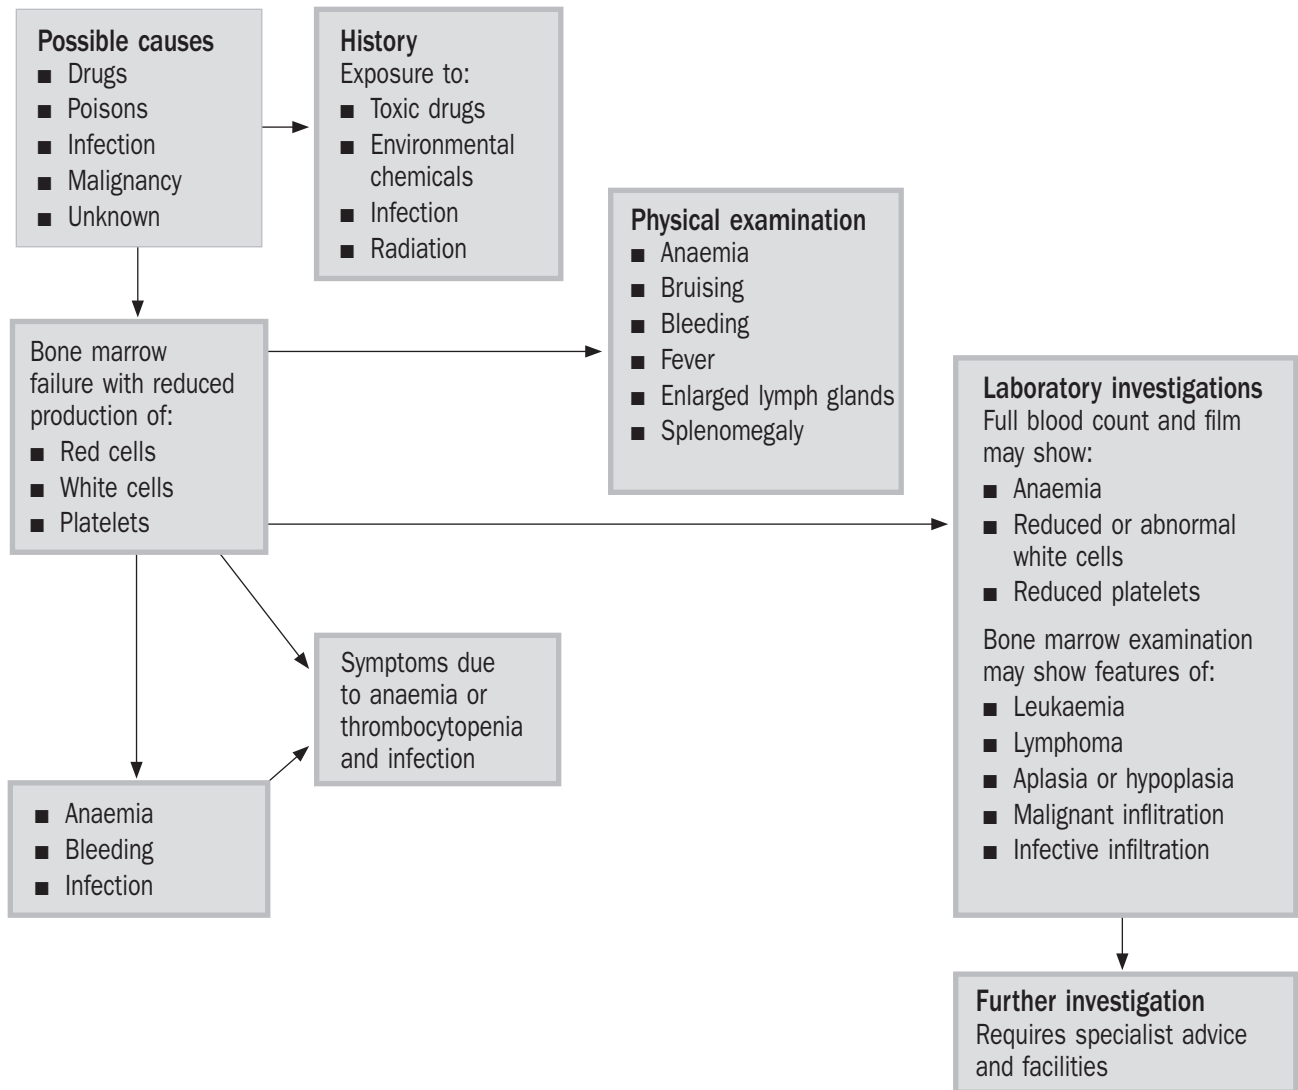 Possible causes
■ Drugs
■ Poisons
■ Infection
■ Malignancy
■ Unknown
History
Exposure to:
■ Toxic drugs
■ Environmental
chemicals
■ Infection
■ Radiation
Physical examination
■ Anaemia
■ Bruising
■ Bleeding
■ Fever
■ Enlarged lymph glands
■ Splenomegaly
Bone marrow
failure with reduced
production of:
■ Red cells
■ White cells
■ Platelets
Laboratory investigations
Full blood count and film
may show:
■ Anaemia
■ Reduced or abnormal
white cells
■ Reduced platelets
Bone marrow examination
may show features of:
■ Leukaemia
■ Lymphoma
■ Aplasia or hypoplasia
■ Malignant inflitration
■ Infective infiltration
Symptoms due
to anaemia or
thrombocytopenia
and infection
■ Anaemia
■ Bleeding
■ Infection
Further investigation
Requires specialist advice
and facilities